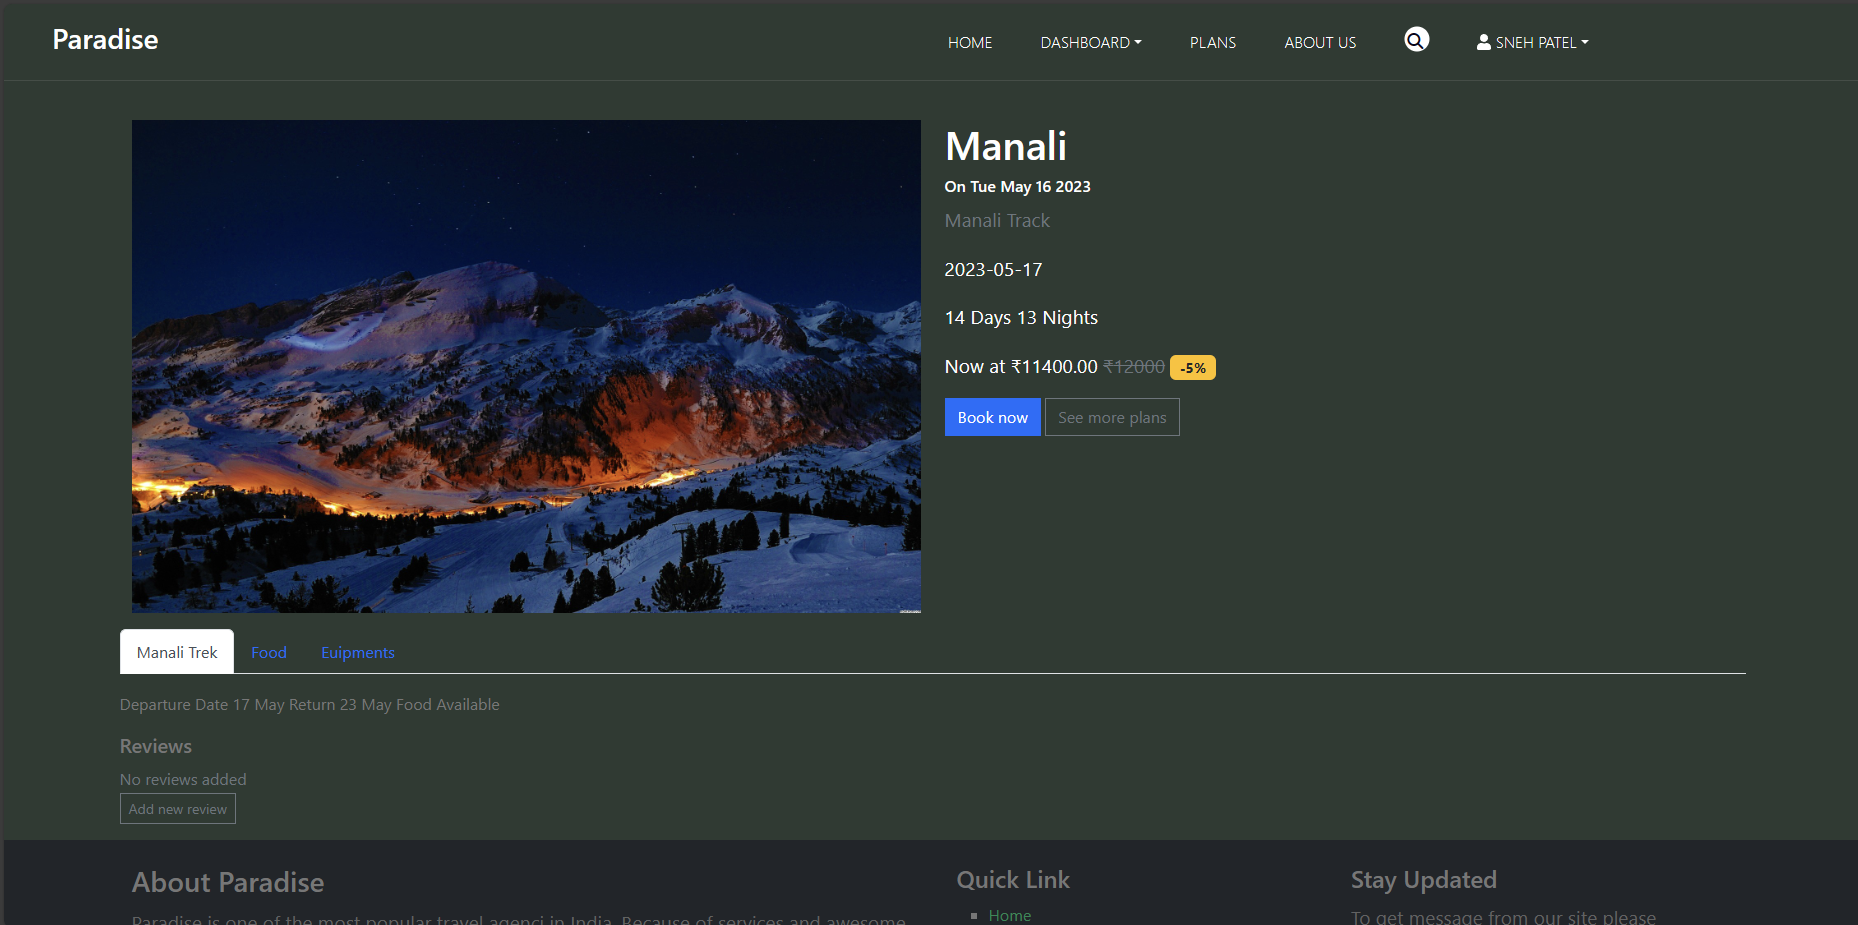 Paradise
HOME
DASHBOARD
PLANS
ABOUT US
SNEH PATEL
Manali
On Tue May 16 2023
Manali Track
2023-05-17
14 Days 13 Nights
Now at ₹11400.00 ₹12000 -5%
Book now
See more plans
Manali Trek
Food
Euipments
Departure Date 17 May Return 23 May Food Available
Reviews
No reviews added
Add new review
About Paradise
Paradise is one of the most popular travel agenci in India. Because of services and awesome
Quick Link
Home
Stay Updated
To get message from our site please